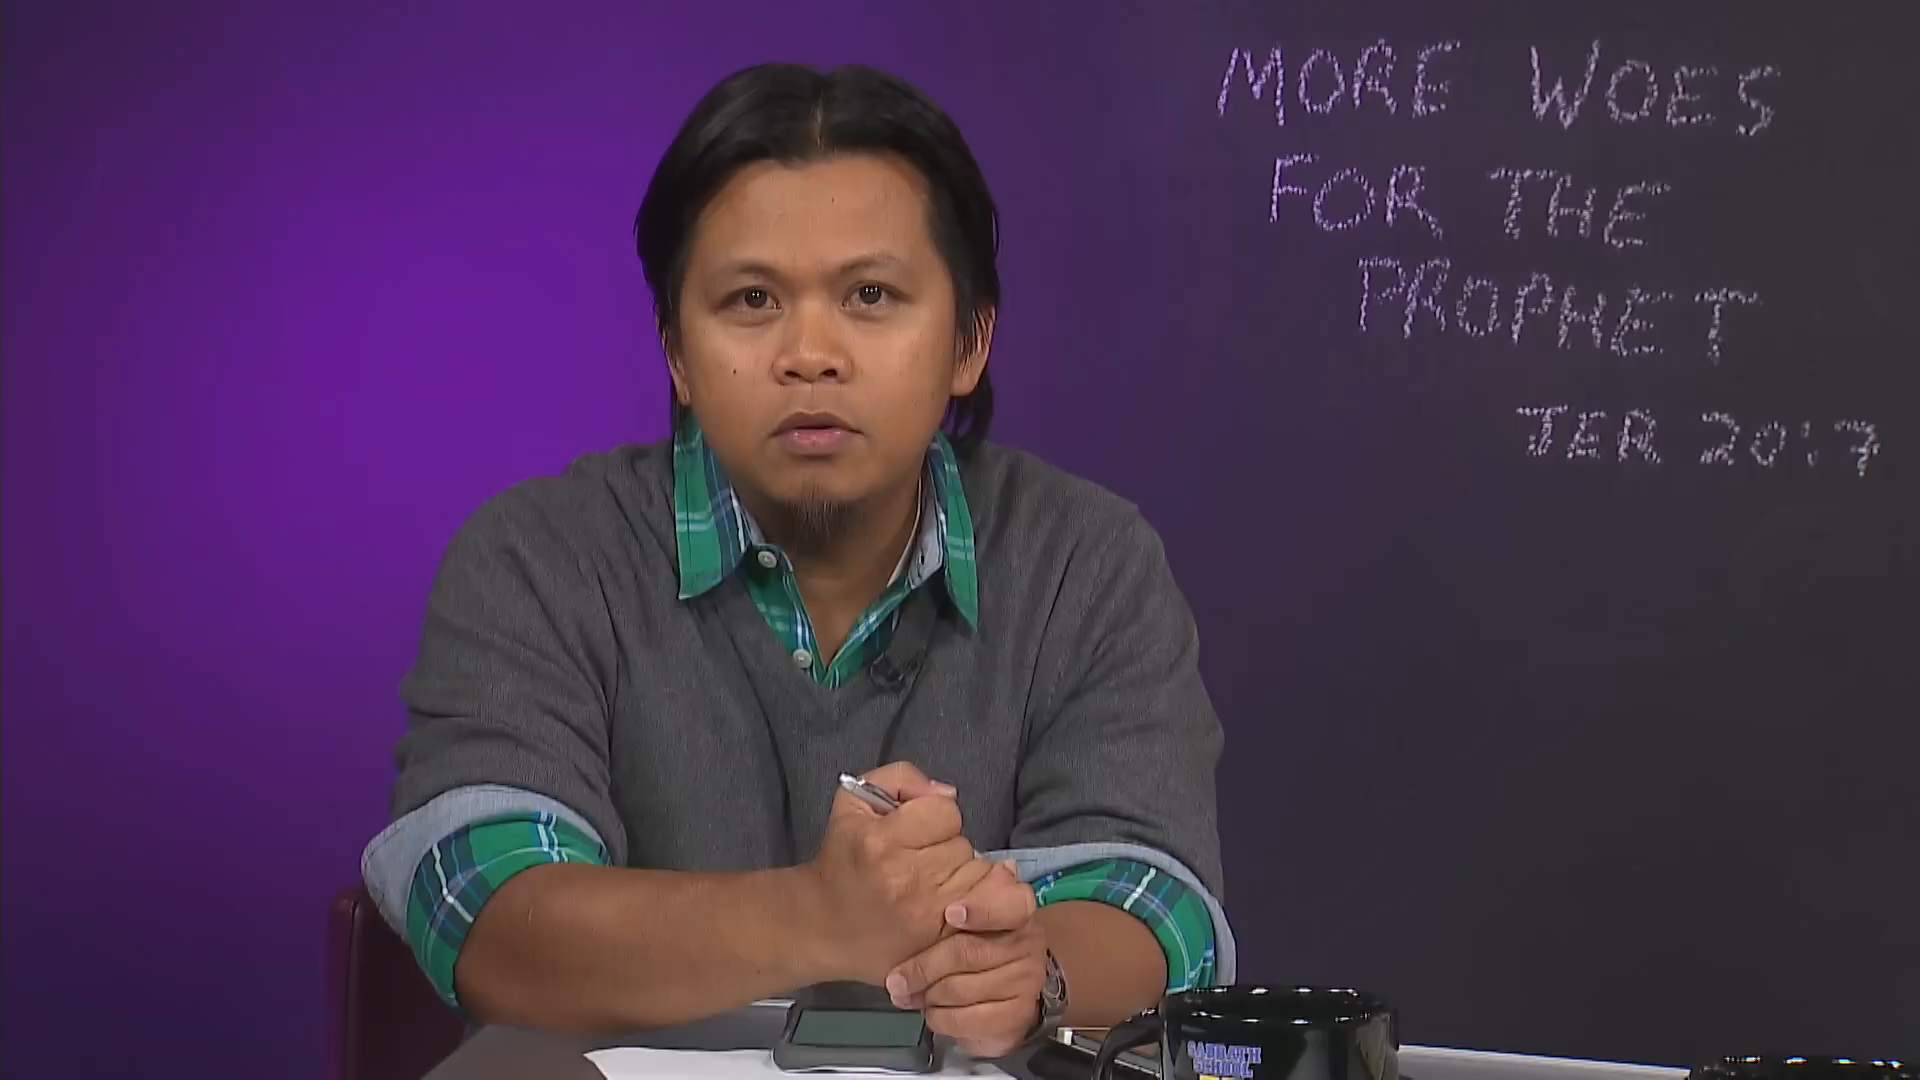 MORE WOES
FOR THE
PROPHET
JER 20:7
SABBATH
SCHOOL